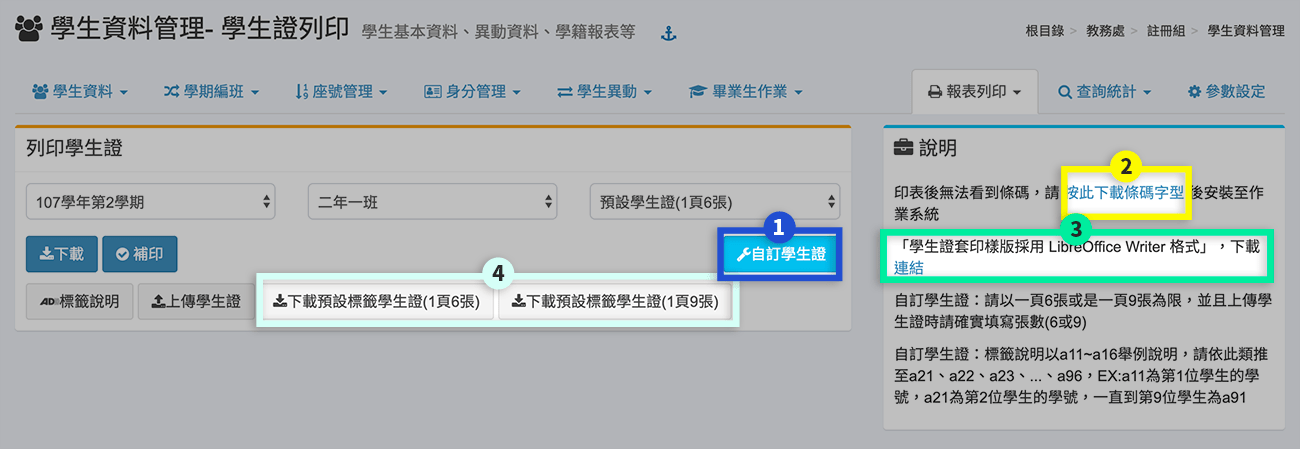 學生資料管理- 學生證列印 學生基本資料、異動資料、學籍報表等
根目錄 > 教務處 > 註冊組 > 學生資料管理
學生資料 學期編班 座號管理 身分管理 學生異動 畢業生作業 報表列印 查詢統計 參數設定
列印學生證
107學年第2學期 二年一班 預設學生證(1頁6張)
1
下載 補印 自訂學生證
4
標籤說明 上傳學生證 下載預設標籤學生證(1頁6張) 下載預設標籤學生證(1頁9張)
說明
2
印表後無法看到條碼，請 按此下載條碼字型 後安裝至作
業系統
3
「學生證套印樣版採用 LibreOffice Writer 格式」，下載
連結
自訂學生證：請以一頁6張或是一頁9張為限，並且上傳學
生證時請確實填寫張數(6或9)
自訂學生證：標籤說明以a11~a16舉例說明，請依此類推
至a21、a22、a23、...、a96，EX:a11為第1位學生的學
號，a21為第2位學生的學號，一直到第9位學生為a91